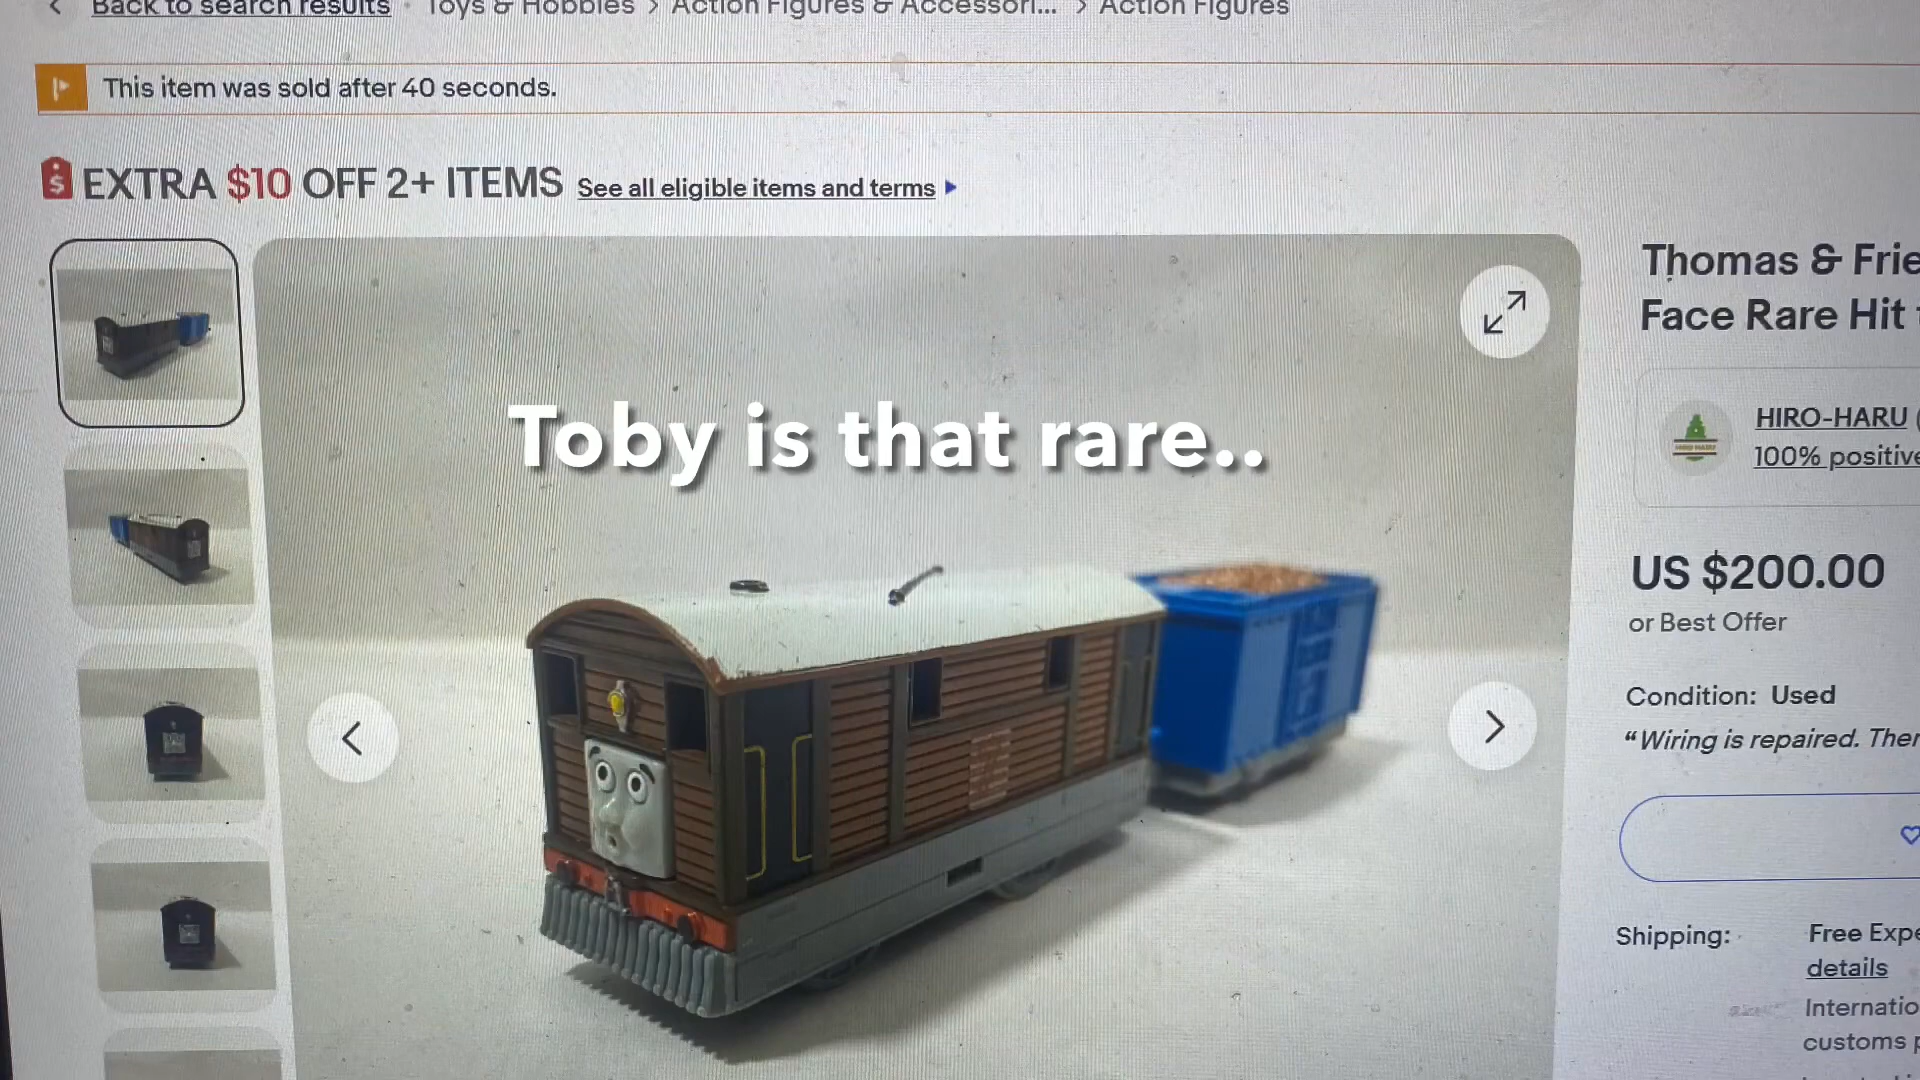 Back to search results
Toys & Hobbies > Action Figures & Accessori... > Action Figures
This item was sold after 40 seconds.
EXTRA $10 OFF 2+ ITEMS See all eligible items and terms
Thomas & Frie
Face Rare Hit
HIRO-HARU
100% positive
Toby is that rare..
US $200.00
or Best Offer
Condition: Used
“Wiring is repaired. Ther
Shipping: Free Expe
details
Internatio
customs p